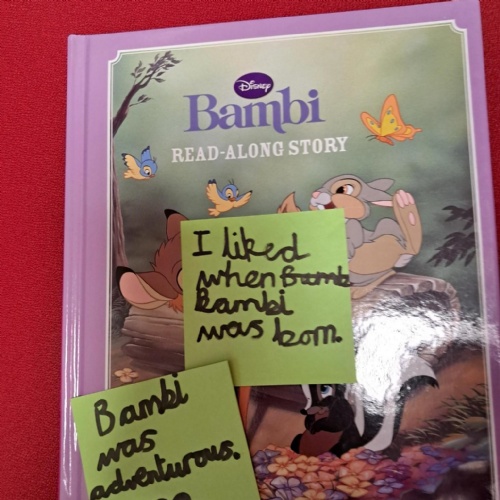 Disney
Bambi
READ-ALONG STORY
I liked
when Bamb
Bambi
was born.
Bambi
was
adventurous.